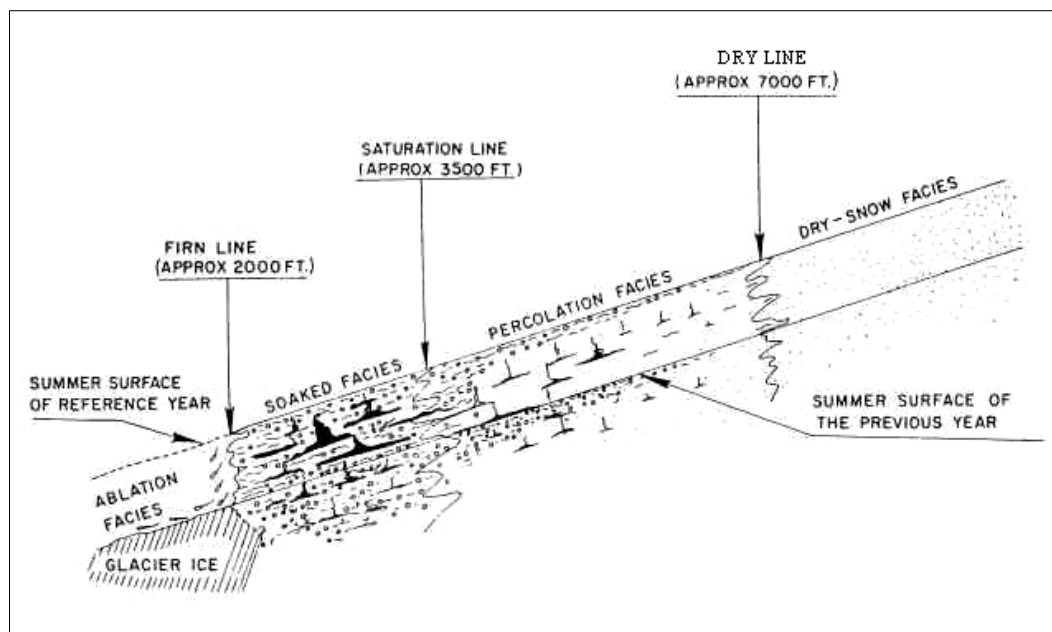 DRY LINE
(APPROX 7000 FT.)
SATURATION LINE
(APPROX 3500 FT.)
FIRN LINE
(APPROX 2000 FT.)
DRY-SNOW FACIES
PERCOLATION FACIES
SOAKED FACIES
SUMMER SURFACE
OF REFERENCE YEAR
SUMMER SURFACE OF
THE PREVIOUS YEAR
ABLATION
FACIES
GLACIER ICE